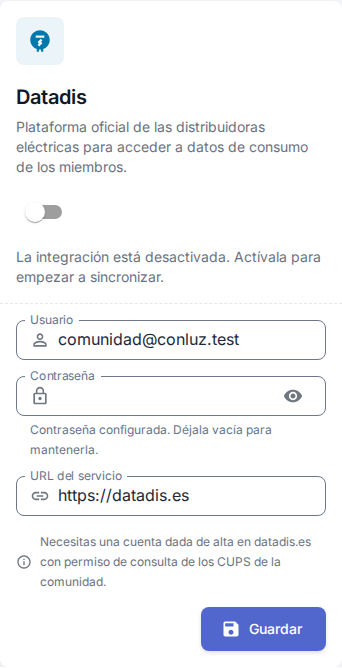 Datadis
Plataforma oficial de las distribuidoras
eléctricas para acceder a datos de consumo
de los miembros.
La integración está desactivada. Actívala para
empezar a sincronizar.
Usuario
comunidad@conluz.test
Contraseña
Contraseña configurada. Déjala vacía para
mantenerla.
URL del servicio
https://datadis.es
Necesitas una cuenta dada de alta en datadis.es
con permiso de consulta de los CUPS de la
comunidad.
Guardar